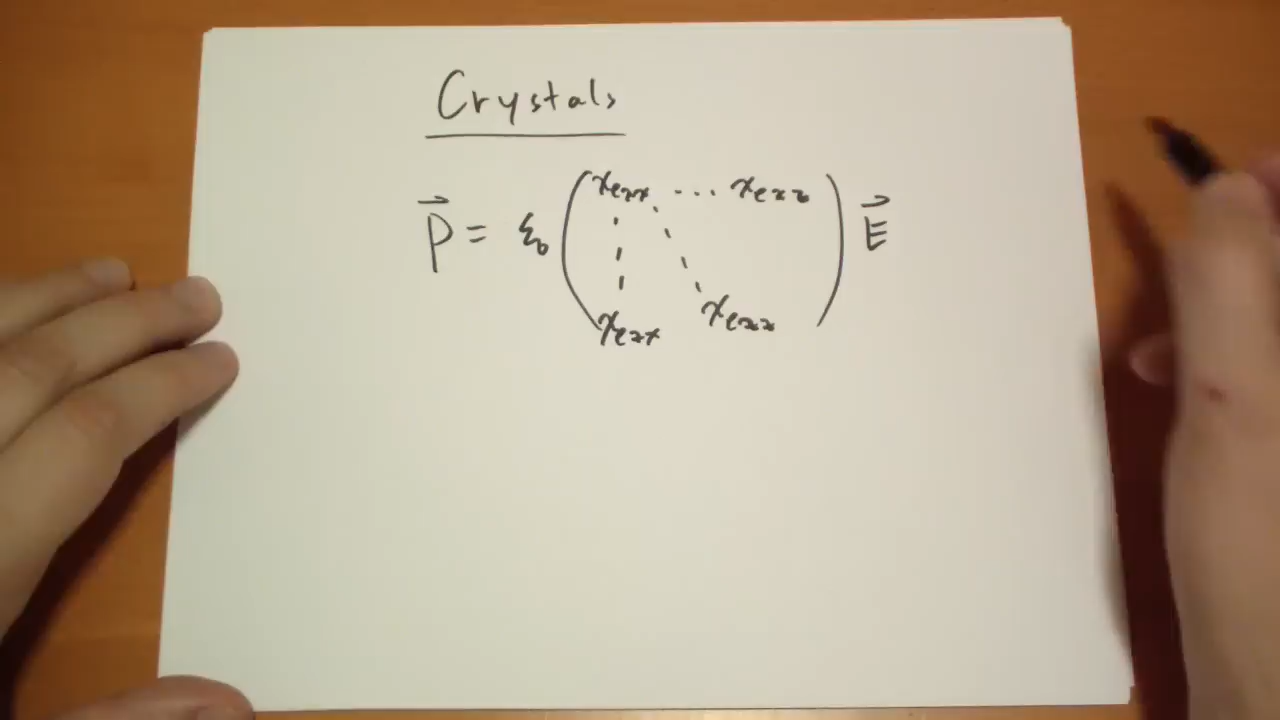 Crystals
P⃗ = ε₀ ( χexx ... χexz ) E⃗
χezx χezz